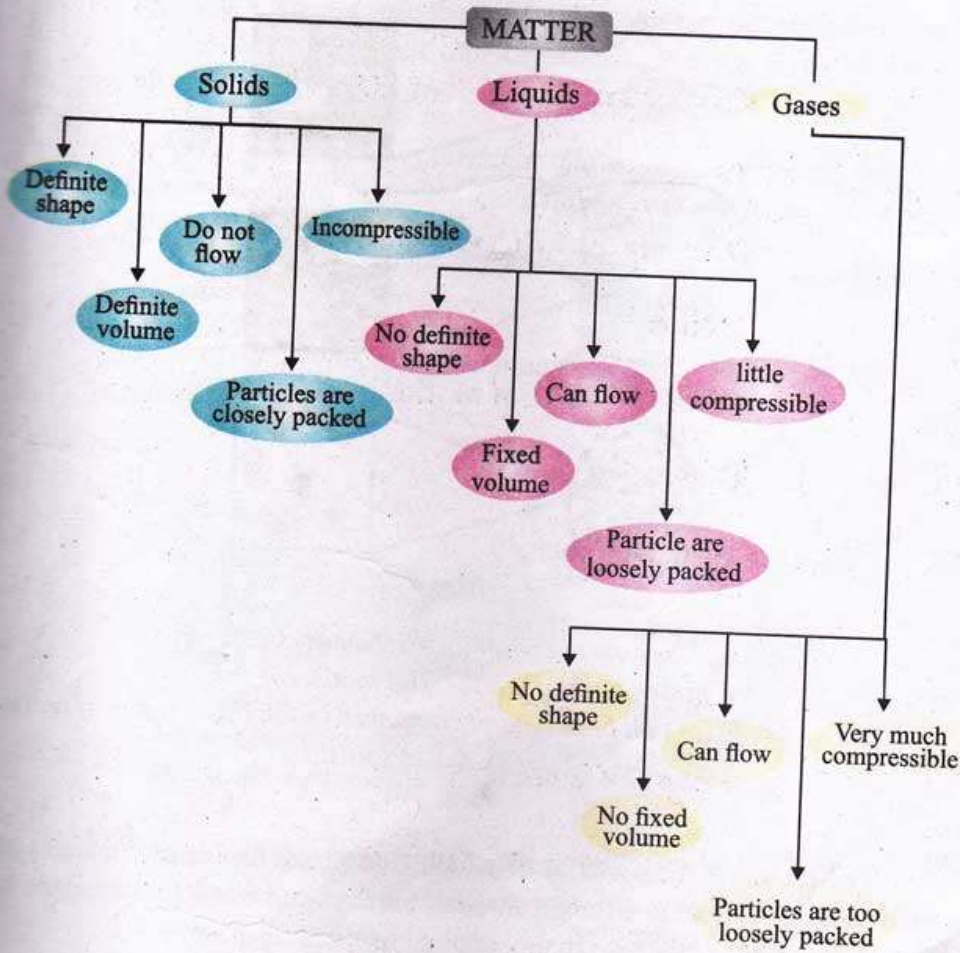 MATTER
Solids
Liquids
Gases
Definite
shape
Definite
volume
Do not
flow
Particles are
closely packed
Incompressible
No definite
shape
Fixed
volume
Can flow
Particle are
loosely packed
little
compressible
No definite
shape
No fixed
volume
Can flow
Particles are too
loosely packed
Very much
compressible